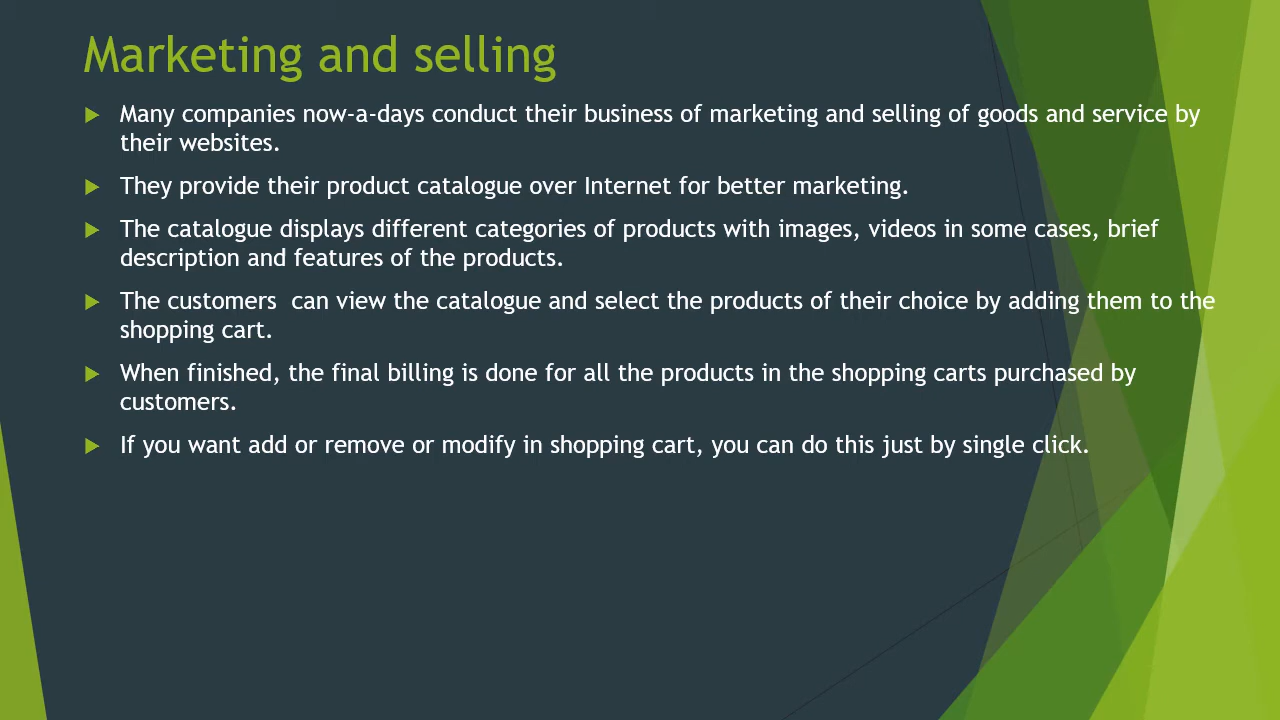 Marketing and selling
Many companies now-a-days conduct their business of marketing and selling of goods and service by
their websites.
They provide their product catalogue over Internet for better marketing.
The catalogue displays different categories of products with images, videos in some cases, brief
description and features of the products.
The customers  can view the catalogue and select the products of their choice by adding them to the
shopping cart.
When finished, the final billing is done for all the products in the shopping carts purchased by
customers.
If you want add or remove or modify in shopping cart, you can do this just by single click.